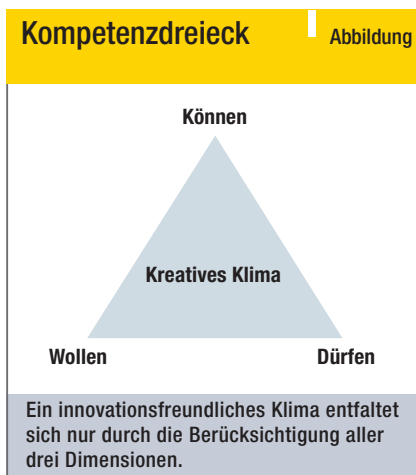 Kompetenzdreieck Abbildung
Können
Kreatives Klima
Wollen Dürfen
Ein innovationsfreundliches Klima entfaltet
sich nur durch die Berücksichtigung aller
drei Dimensionen.